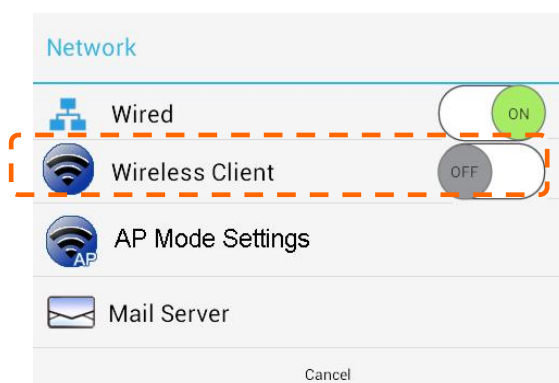 Network
Wired ON
Wireless Client OFF
AP
AP Mode Settings
Mail Server
Cancel